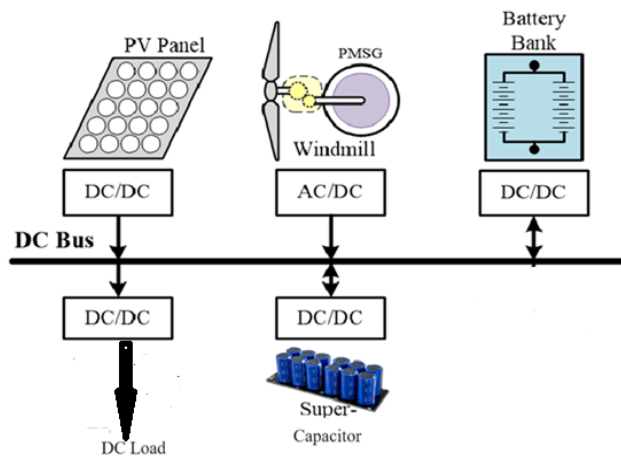 PV Panel
PMSG
Windmill
Battery
Bank
DC/DC
AC/DC
DC/DC
DC Bus
DC/DC
DC/DC
Super-
Capacitor
DC Load